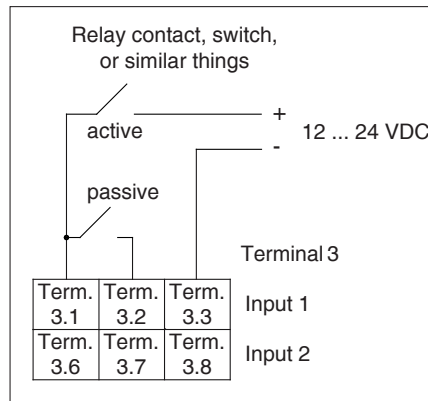 Relay contact, switch,
or similar things
+
active
12 ... 24 VDC
-
passive
Terminal 3
Term. 3.1 Term. 3.2 Term. 3.3 Input 1
Term. 3.6 Term. 3.7 Term. 3.8 Input 2